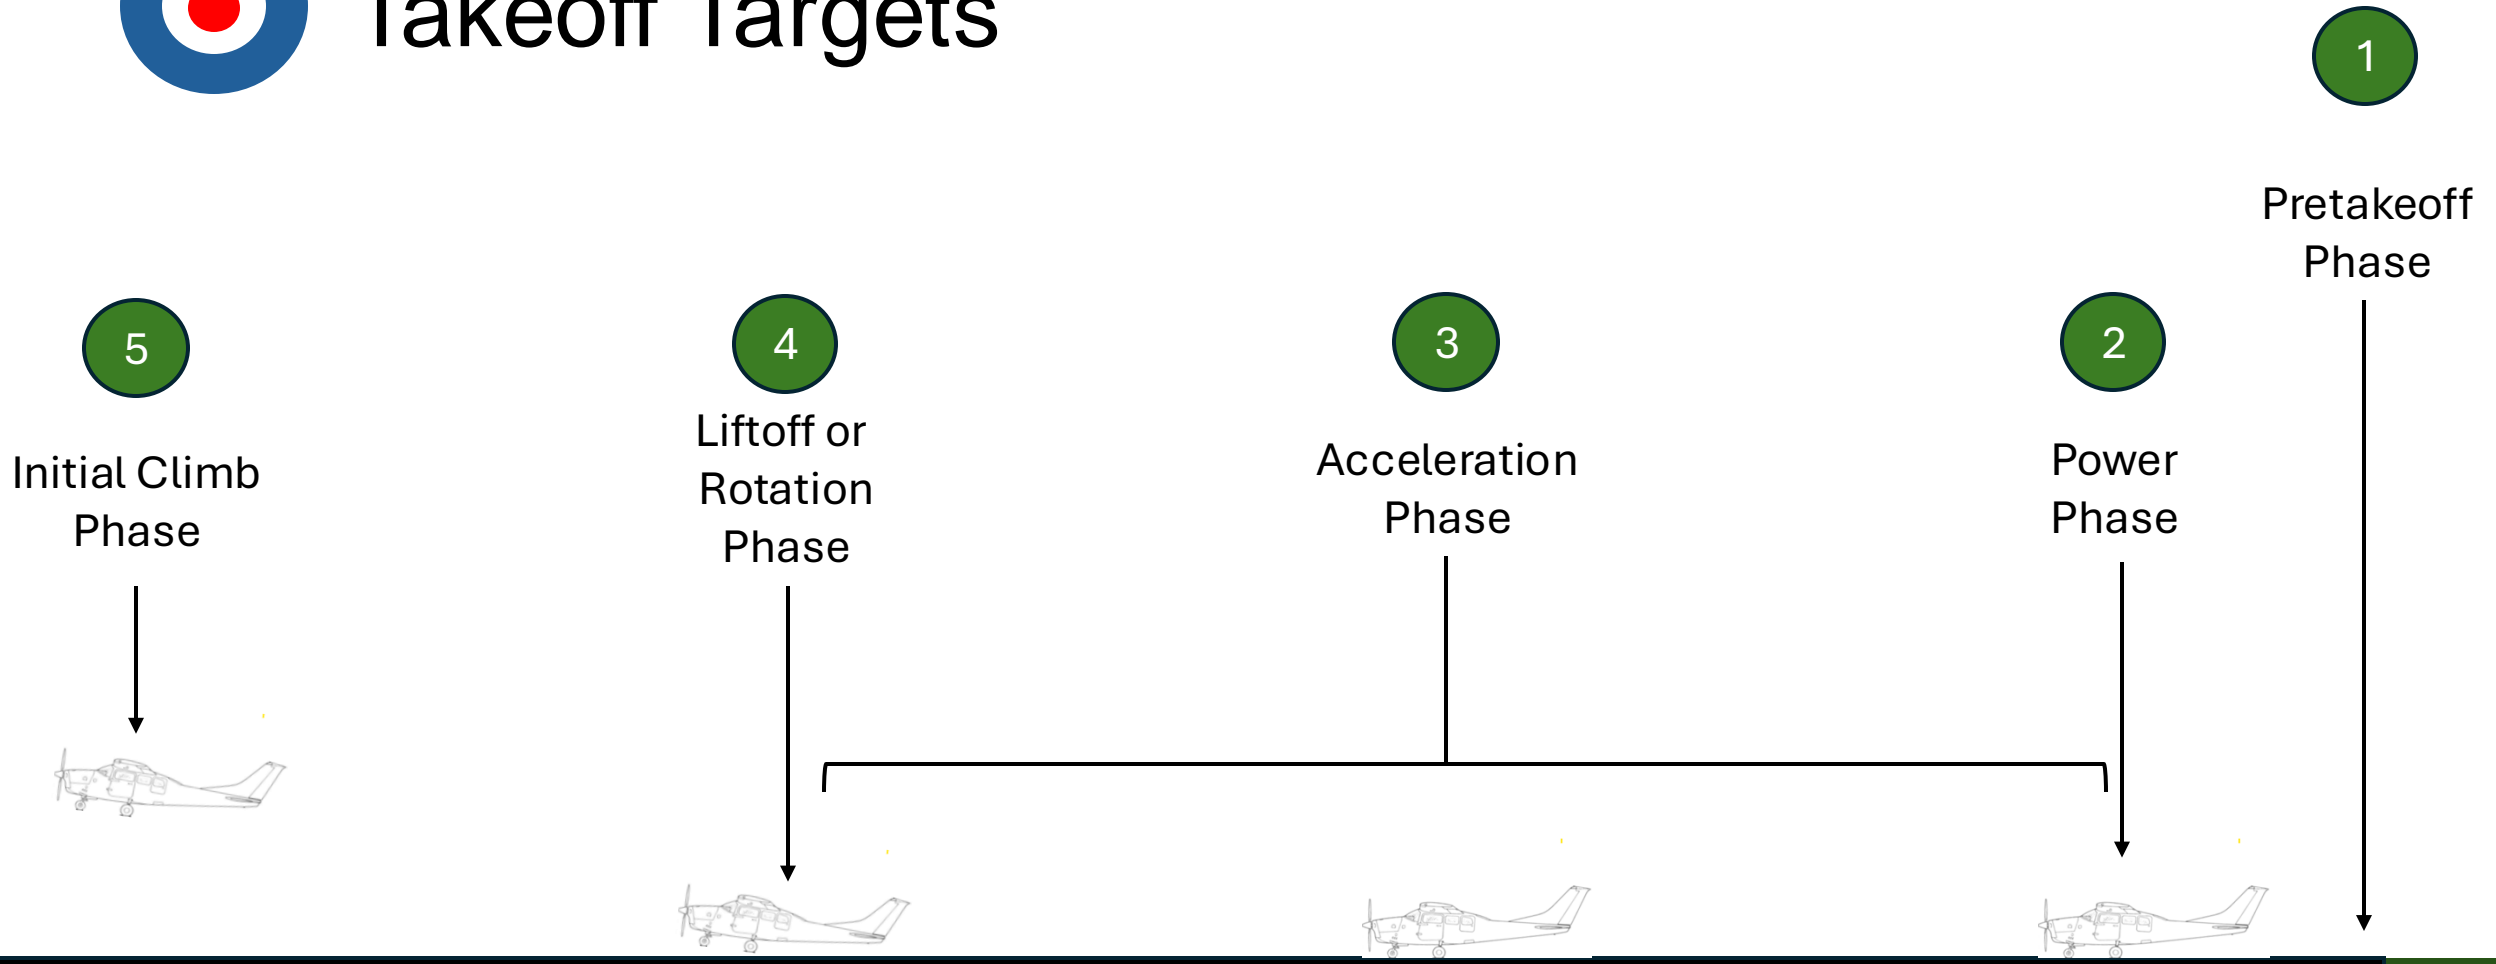 Takeoff Targets
1
Pretakeoff
Phase
5
Initial Climb
Phase
4
Liftoff or
Rotation
Phase
3
Acceleration
Phase
2
Power
Phase